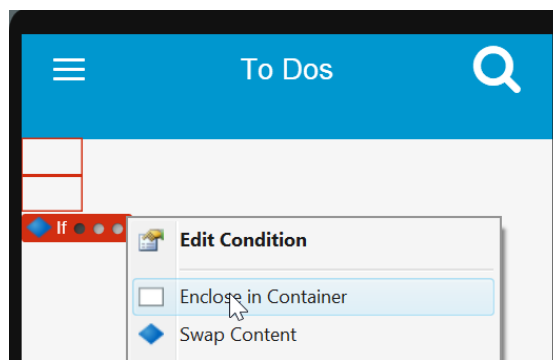 To Dos
If
Edit Condition
Enclose in Container
Swap Content